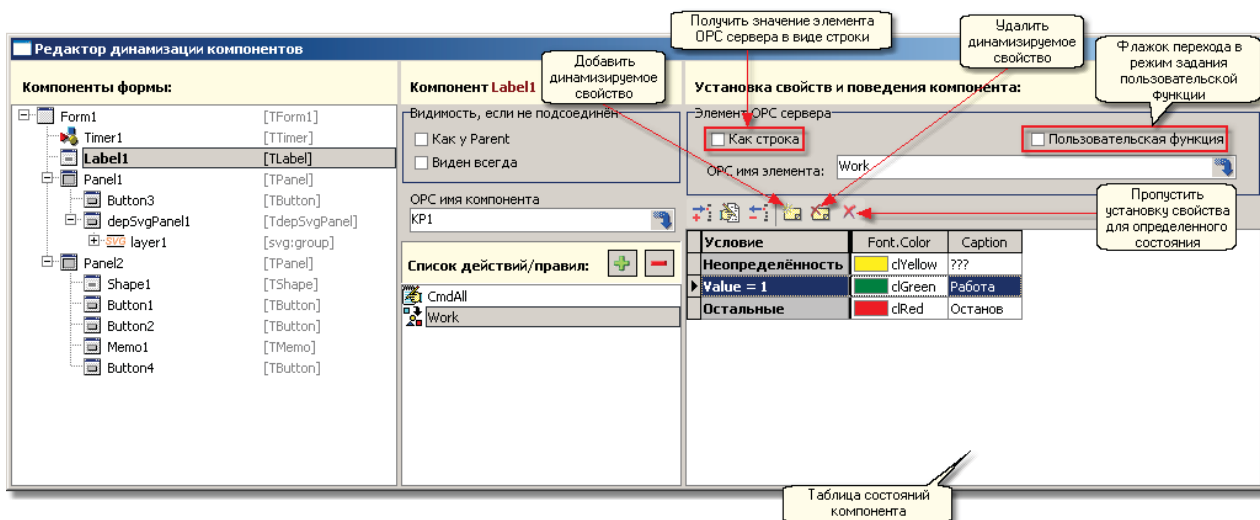 Получить значение элемента
OPC сервера в виде строки
Удалить
динамизируемое
свойство
Добавить
динамизируемое
свойство
Флажок перехода в
режим задания
пользовательской
функции
Редактор динамизации компонентов
Компоненты формы:
Form1 [TForm1]
Timer1 [TTimer]
Label1 [TLabel]
Panel1 [TPanel]
Button3 [TButton]
depSvgPanel1 [TdepSvgPanel]
SVG layer1 [svg:group]
Panel2 [TPanel]
Shape1 [TShape]
Button1 [TButton]
Button2 [TButton]
Memo1 [TMemo]
Button4 [TButton]
Компонент Label1
Видимость, если не подсоединён
Как у Parent
Виден всегда
OPC имя компонента
KP1
Список действий/правил:
CmdAll
Work
Установка свойств и поведения компонента:
Элемент OPC сервера
Как строка
Пользовательская функция
OPC имя элемента: Work
Пропустить
установку свойства
для определенного
состояния
Условие Font.Color Caption
Неопределённость clYellow ???
Value = 1 clGreen Работа
Остальные clRed Останов
Таблица состояний
компонента